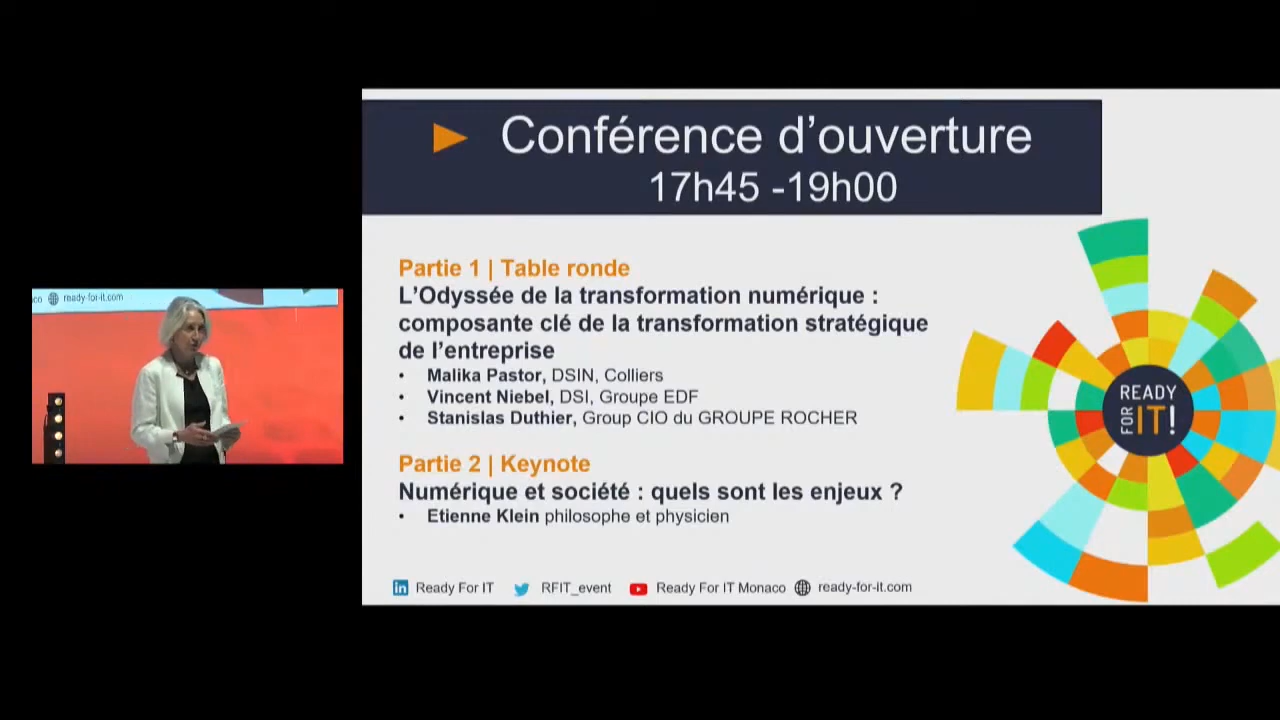 Conférence d'ouverture
17h45 -19h00
Partie 1 | Table ronde
L'Odyssée de la transformation numérique :
composante clé de la transformation stratégique
de l'entreprise
• Malika Pastor, DSIN, Colliers
• Vincent Niebel, DSI, Groupe EDF
• Stanislas Duthier, Group CIO du GROUPE ROCHER
Partie 2 | Keynote
Numérique et société : quels sont les enjeux ?
• Etienne Klein philosophe et physicien
in Ready For IT RFIT_event Ready For IT Monaco ready-for-it.com
READY
FOR IT!
co ready-for-it.com